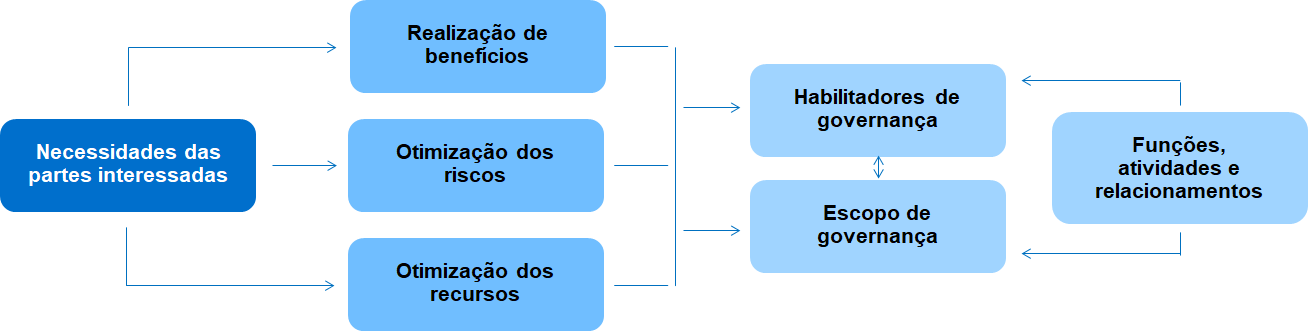 Necessidades das
partes interessadas
Realização de
benefícios
Otimização dos
riscos
Otimização dos
recursos
Habilitadores de
governança
Escopo de
governança
Funções,
atividades e
relacionamentos